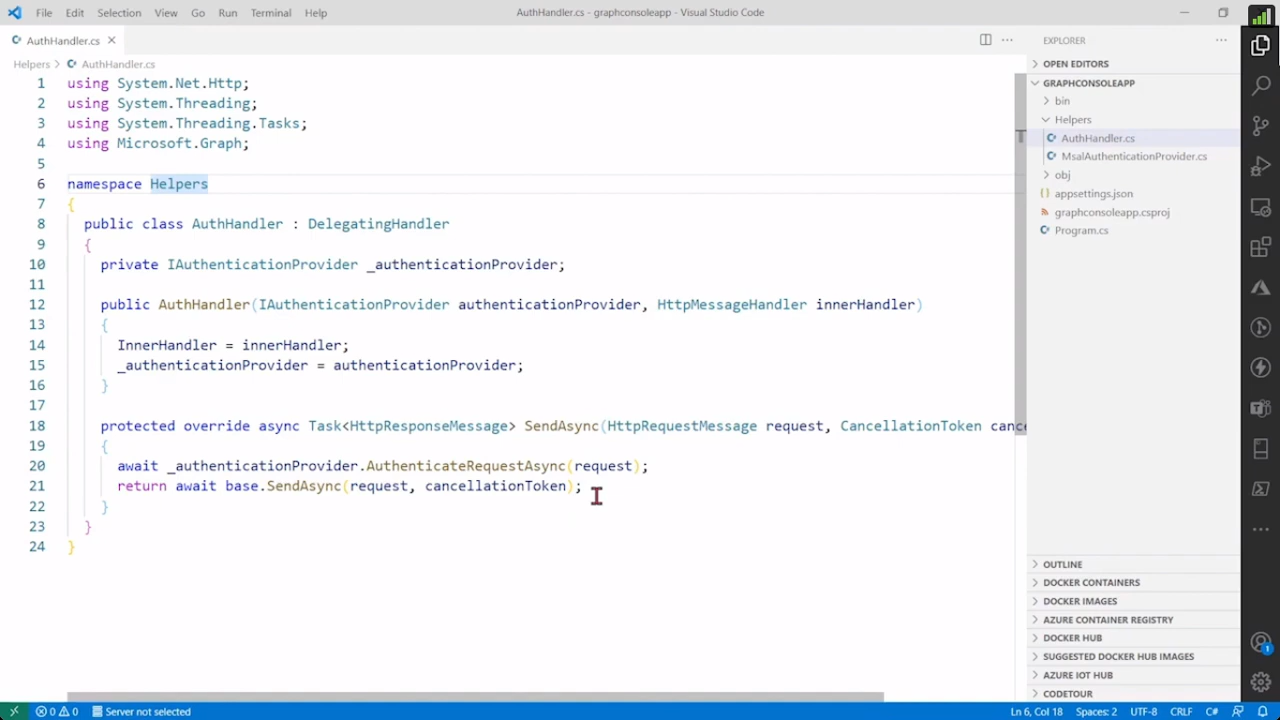 File Edit Selection View Go Run Terminal Help
AuthHandler.cs - graphconsoleapp - Visual Studio Code
AuthHandler.cs
Helpers > AuthHandler.cs
1 using System.Net.Http;
2 using System.Threading;
3 using System.Threading.Tasks;
4 using Microsoft.Graph;
5
6 namespace Helpers
7 {
8 public class AuthHandler : DelegatingHandler
9 {
10 private IAuthenticationProvider _authenticationProvider;
11
12 public AuthHandler(IAuthenticationProvider authenticationProvider, HttpMessageHandler innerHandler)
13 {
14 InnerHandler = innerHandler;
15 _authenticationProvider = authenticationProvider;
16 }
17
18 protected override async Task<HttpResponseMessage> SendAsync(HttpRequestMessage request, CancellationToken cance
19 {
20 await _authenticationProvider.AuthenticateRequestAsync(request);
21 return await base.SendAsync(request, cancellationToken);
22 }
23 }
24 }
EXPLORER
OPEN EDITORS
GRAPHCONSOLEAPP
bin
Helpers
AuthHandler.cs
MsalAuthenticationProvider.cs
obj
appsettings.json
graphconsoleapp.csproj
Program.cs
OUTLINE
DOCKER CONTAINERS
DOCKER IMAGES
AZURE CONTAINER REGISTRY
DOCKER HUB
SUGGESTED DOCKER HUB IMAGES
AZURE IOT HUB
CODETOUR
1
0 0 Server not selected
Ln 6, Col 18 Spaces: 2 UTF-8 CRLF C#